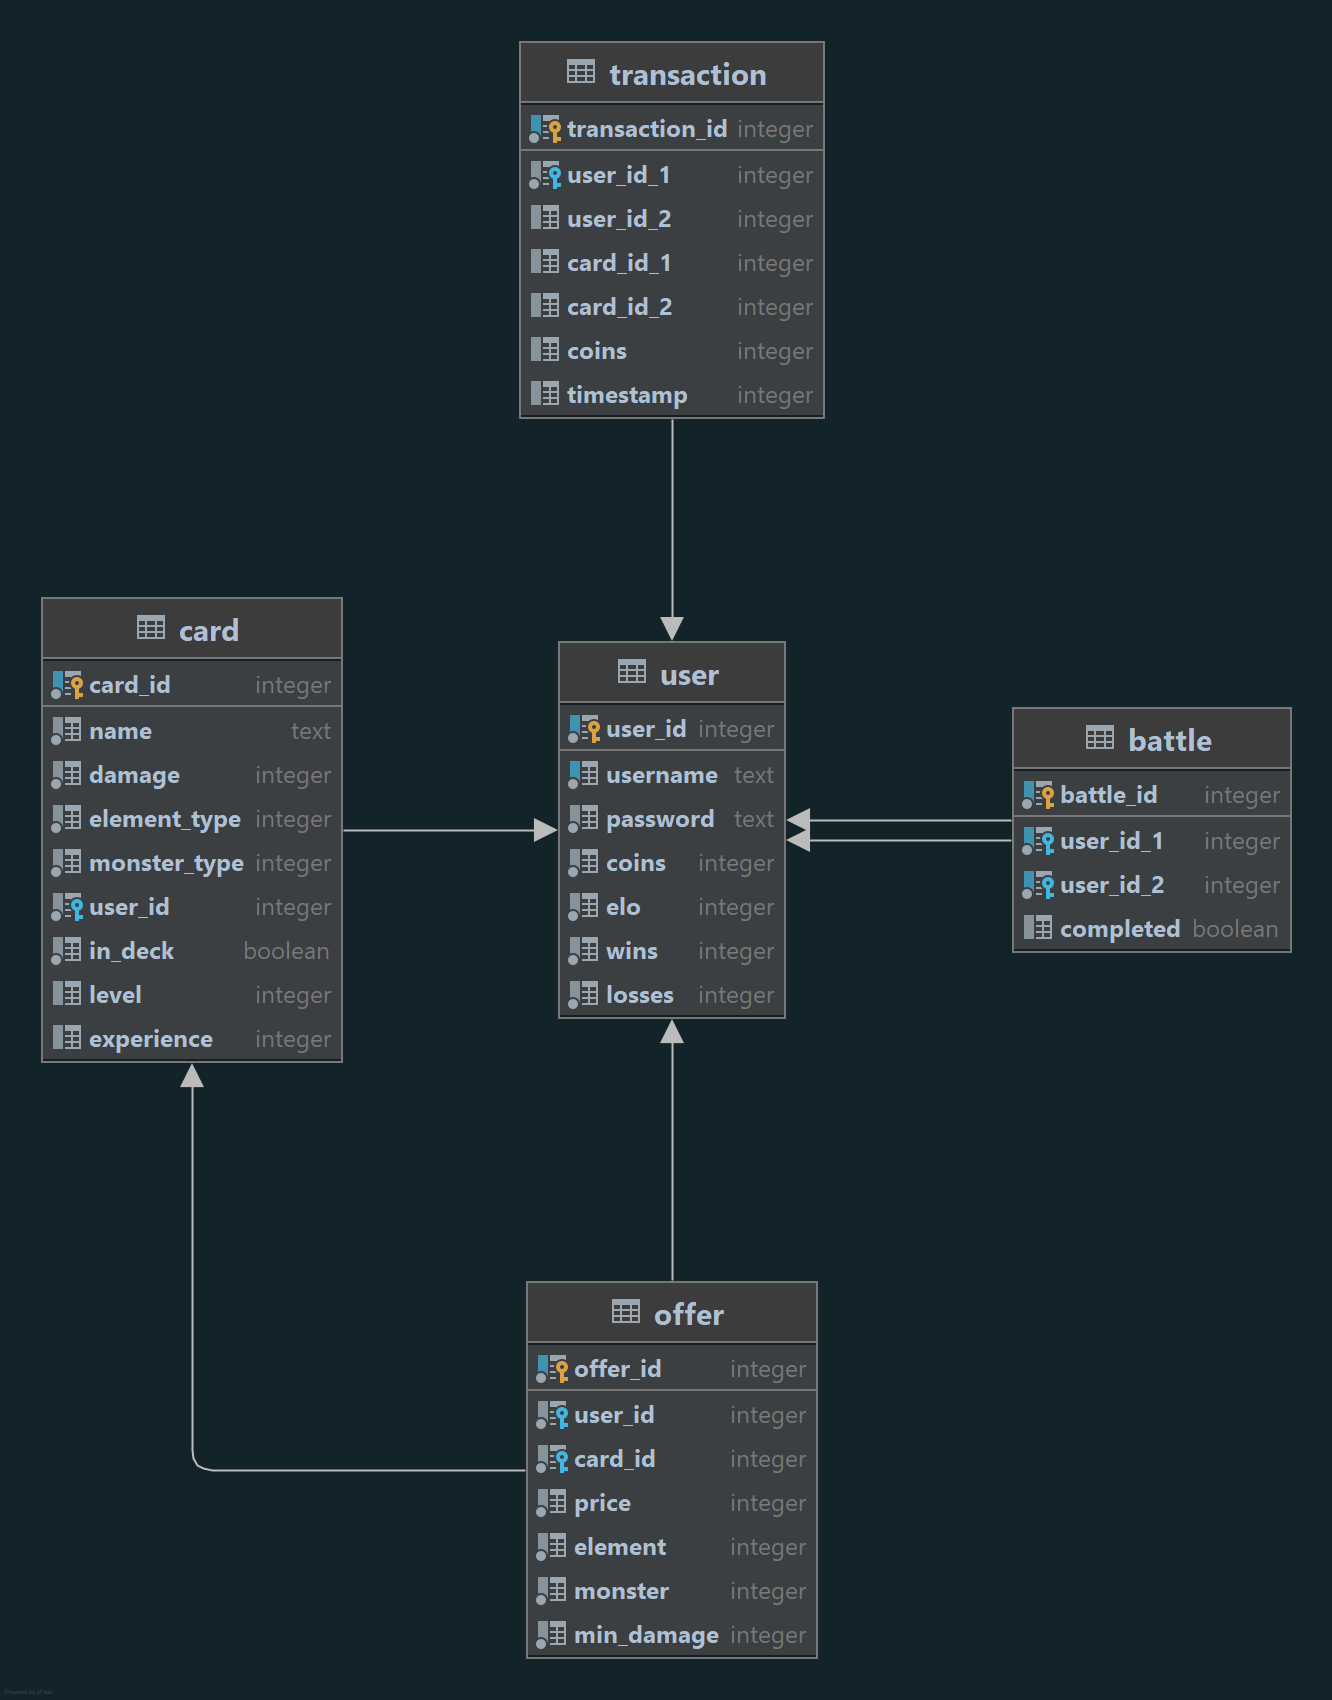 transaction
transaction_id integer
user_id_1 integer
user_id_2 integer
card_id_1 integer
card_id_2 integer
coins integer
timestamp integer
card
card_id integer
name text
damage integer
element_type integer
monster_type integer
user_id integer
in_deck boolean
level integer
experience integer
user
user_id integer
username text
password text
coins integer
elo integer
wins integer
losses integer
battle
battle_id integer
user_id_1 integer
user_id_2 integer
completed boolean
offer
offer_id integer
user_id integer
card_id integer
price integer
element integer
monster integer
min_damage integer
Powered by yFiles